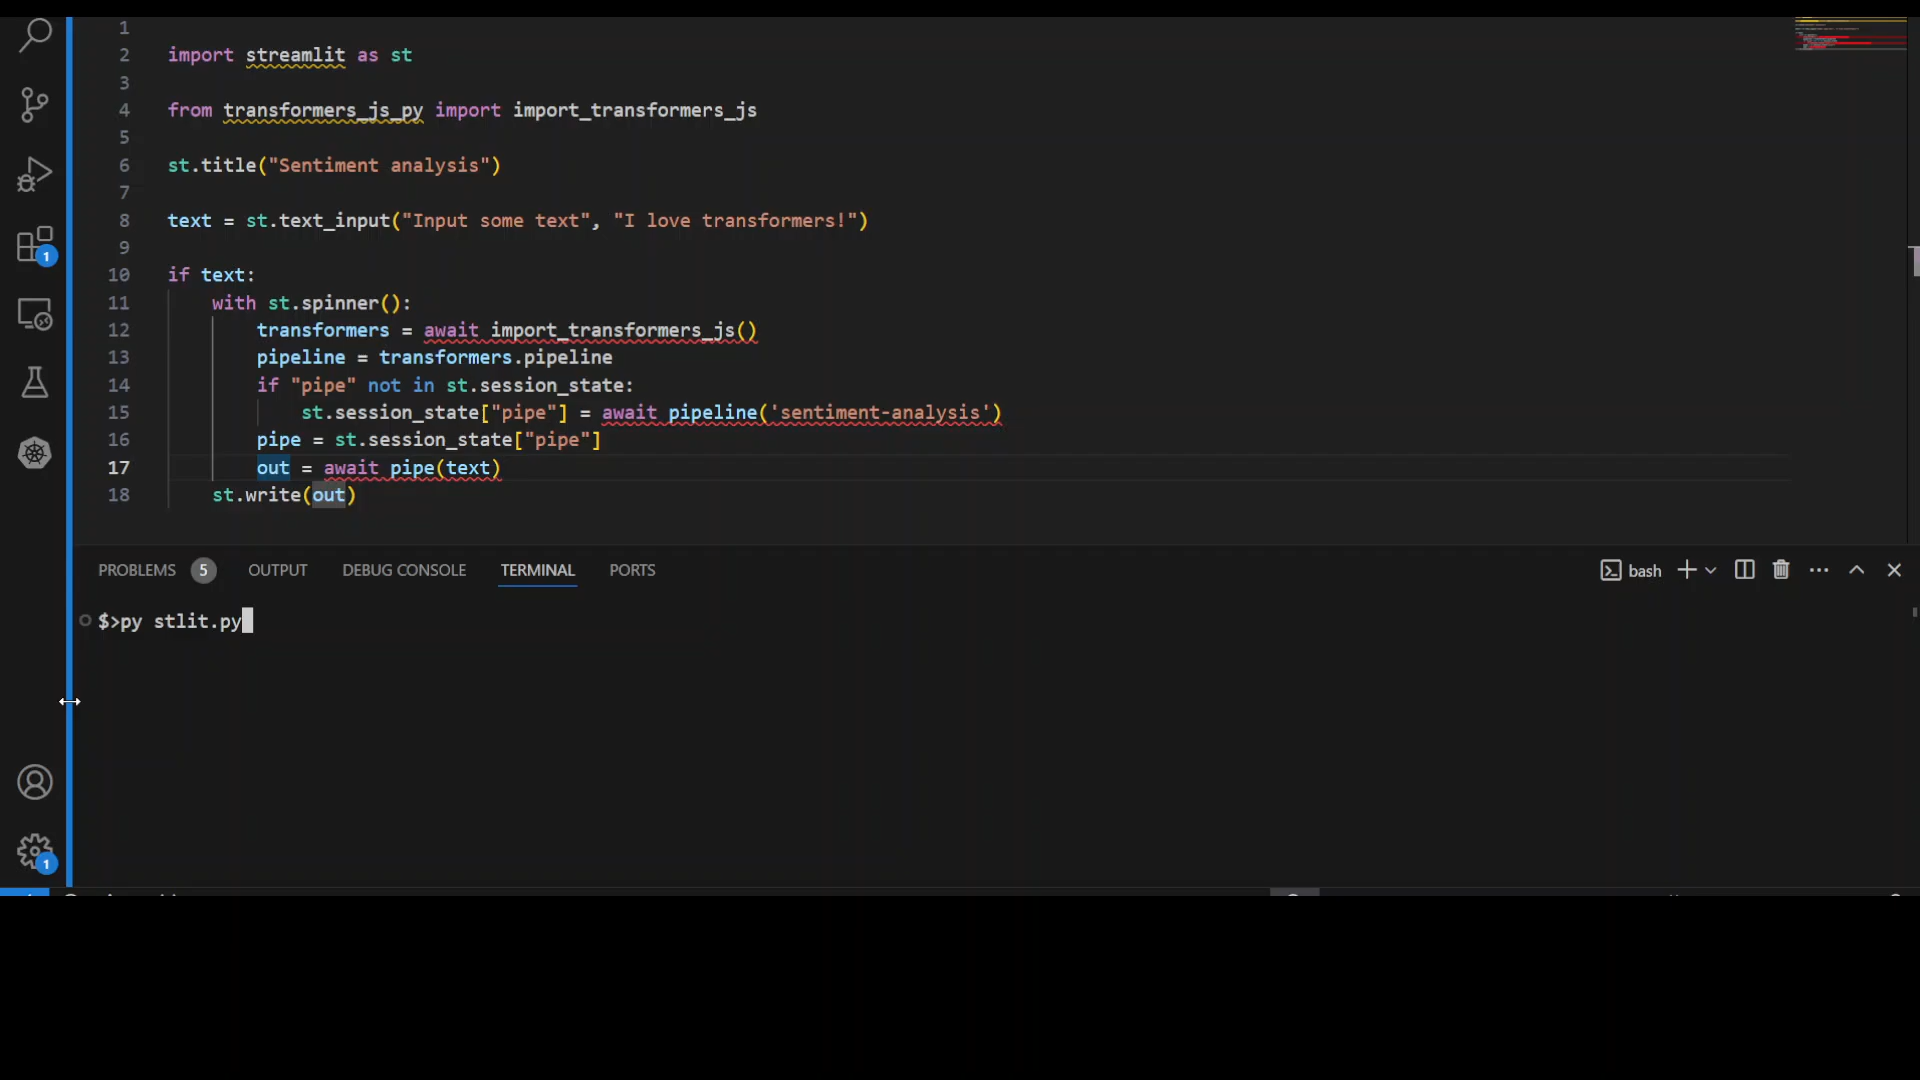 1
2 import streamlit as st
3
4 from transformers_js_py import import_transformers_js
5
6 st.title("Sentiment analysis")
7
8 text = st.text_input("Input some text", "I love transformers!")
9
10 if text:
11 with st.spinner():
12 transformers = await import_transformers_js()
13 pipeline = transformers.pipeline
14 if "pipe" not in st.session_state:
15 st.session_state["pipe"] = await pipeline('sentiment-analysis')
16 pipe = st.session_state["pipe"]
17 out = await pipe(text)
18 st.write(out)
PROBLEMS 5 OUTPUT DEBUG CONSOLE TERMINAL PORTS bash
$>py stlit.py
1
1